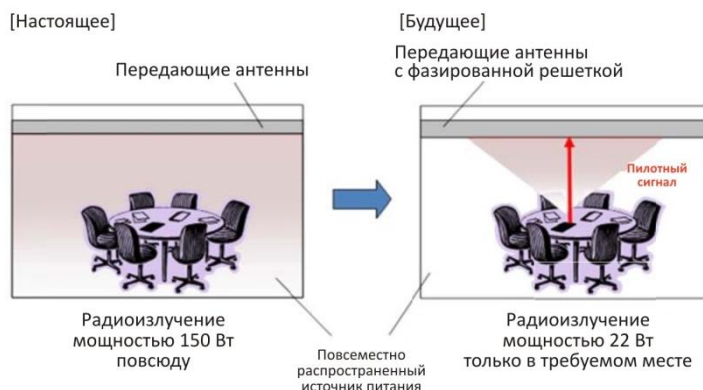 [Настоящее]
[Будущее]
Передающие антенны
Передающие антенны
с фазированной решеткой
Пилотный
сигнал
Радиоизлучение
мощностью 150 Вт
повсюду
Повсеместно
распространенный
источник питания
Радиоизлучение
мощностью 22 Вт
только в требуемом месте